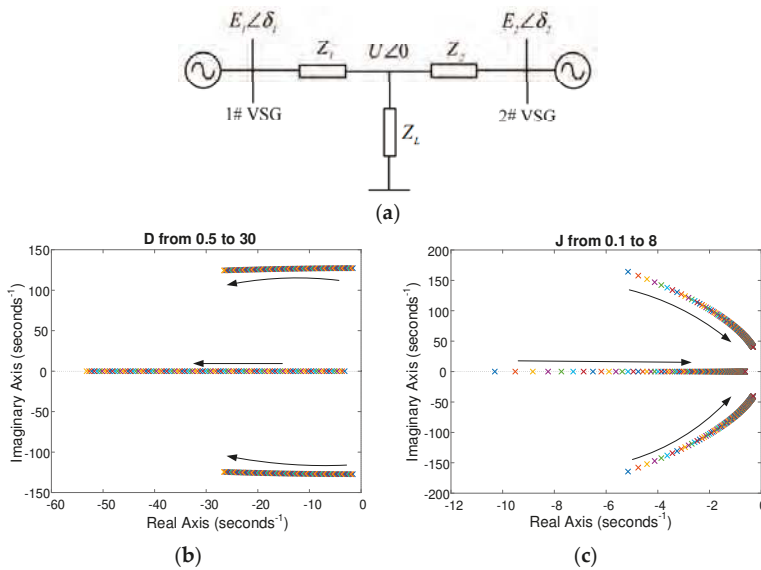 E₁∠δ₁
E₂∠δ₂
Z₁
U∠0
Z₂
1# VSG
Z_L
2# VSG
(a)
D from 0.5 to 30
150
100
50
0
-50
-100
-150
Imaginary Axis (seconds⁻¹)
-60
-50
-40
-30
-20
-10
0
Real Axis (seconds⁻¹)
(b)
J from 0.1 to 8
200
150
100
50
0
-50
-100
-150
-200
Imaginary Axis (seconds⁻¹)
-12
-10
-8
-6
-4
-2
0
Real Axis (seconds⁻¹)
(c)